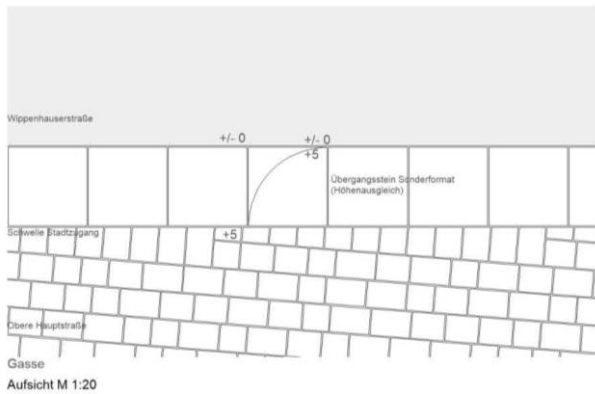 Wippenhauserstraße
+/- 0
+/- 0
+5
Übergangsstein Sonderformat
(Höhenausgleich)
Schwelle Stadtzugang
+5
Obere Hauptstraße
Gasse
Aufsicht M 1:20